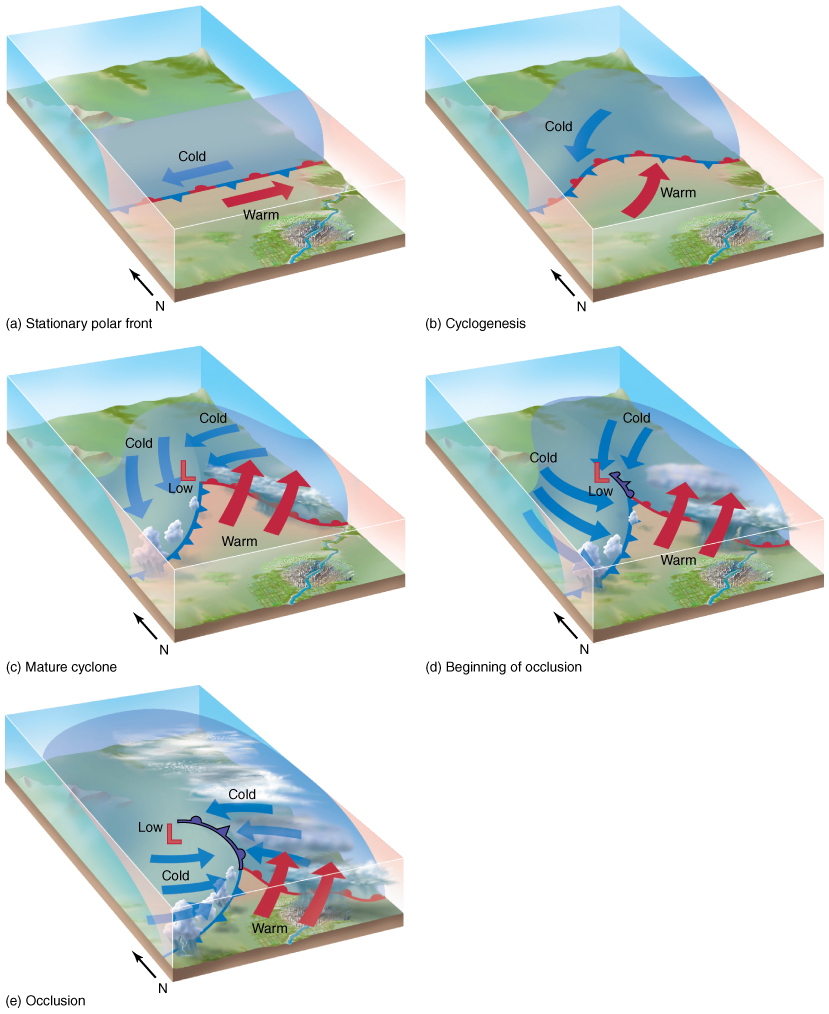 Cold
Warm
N
(a) Stationary polar front
Cold
Warm
N
(b) Cyclogenesis
Cold
Cold
L
Low
Warm
N
(c) Mature cyclone
Cold
Cold
L
Low
Warm
N
(d) Beginning of occlusion
Cold
Low L
Cold
Warm
N
(e) Occlusion